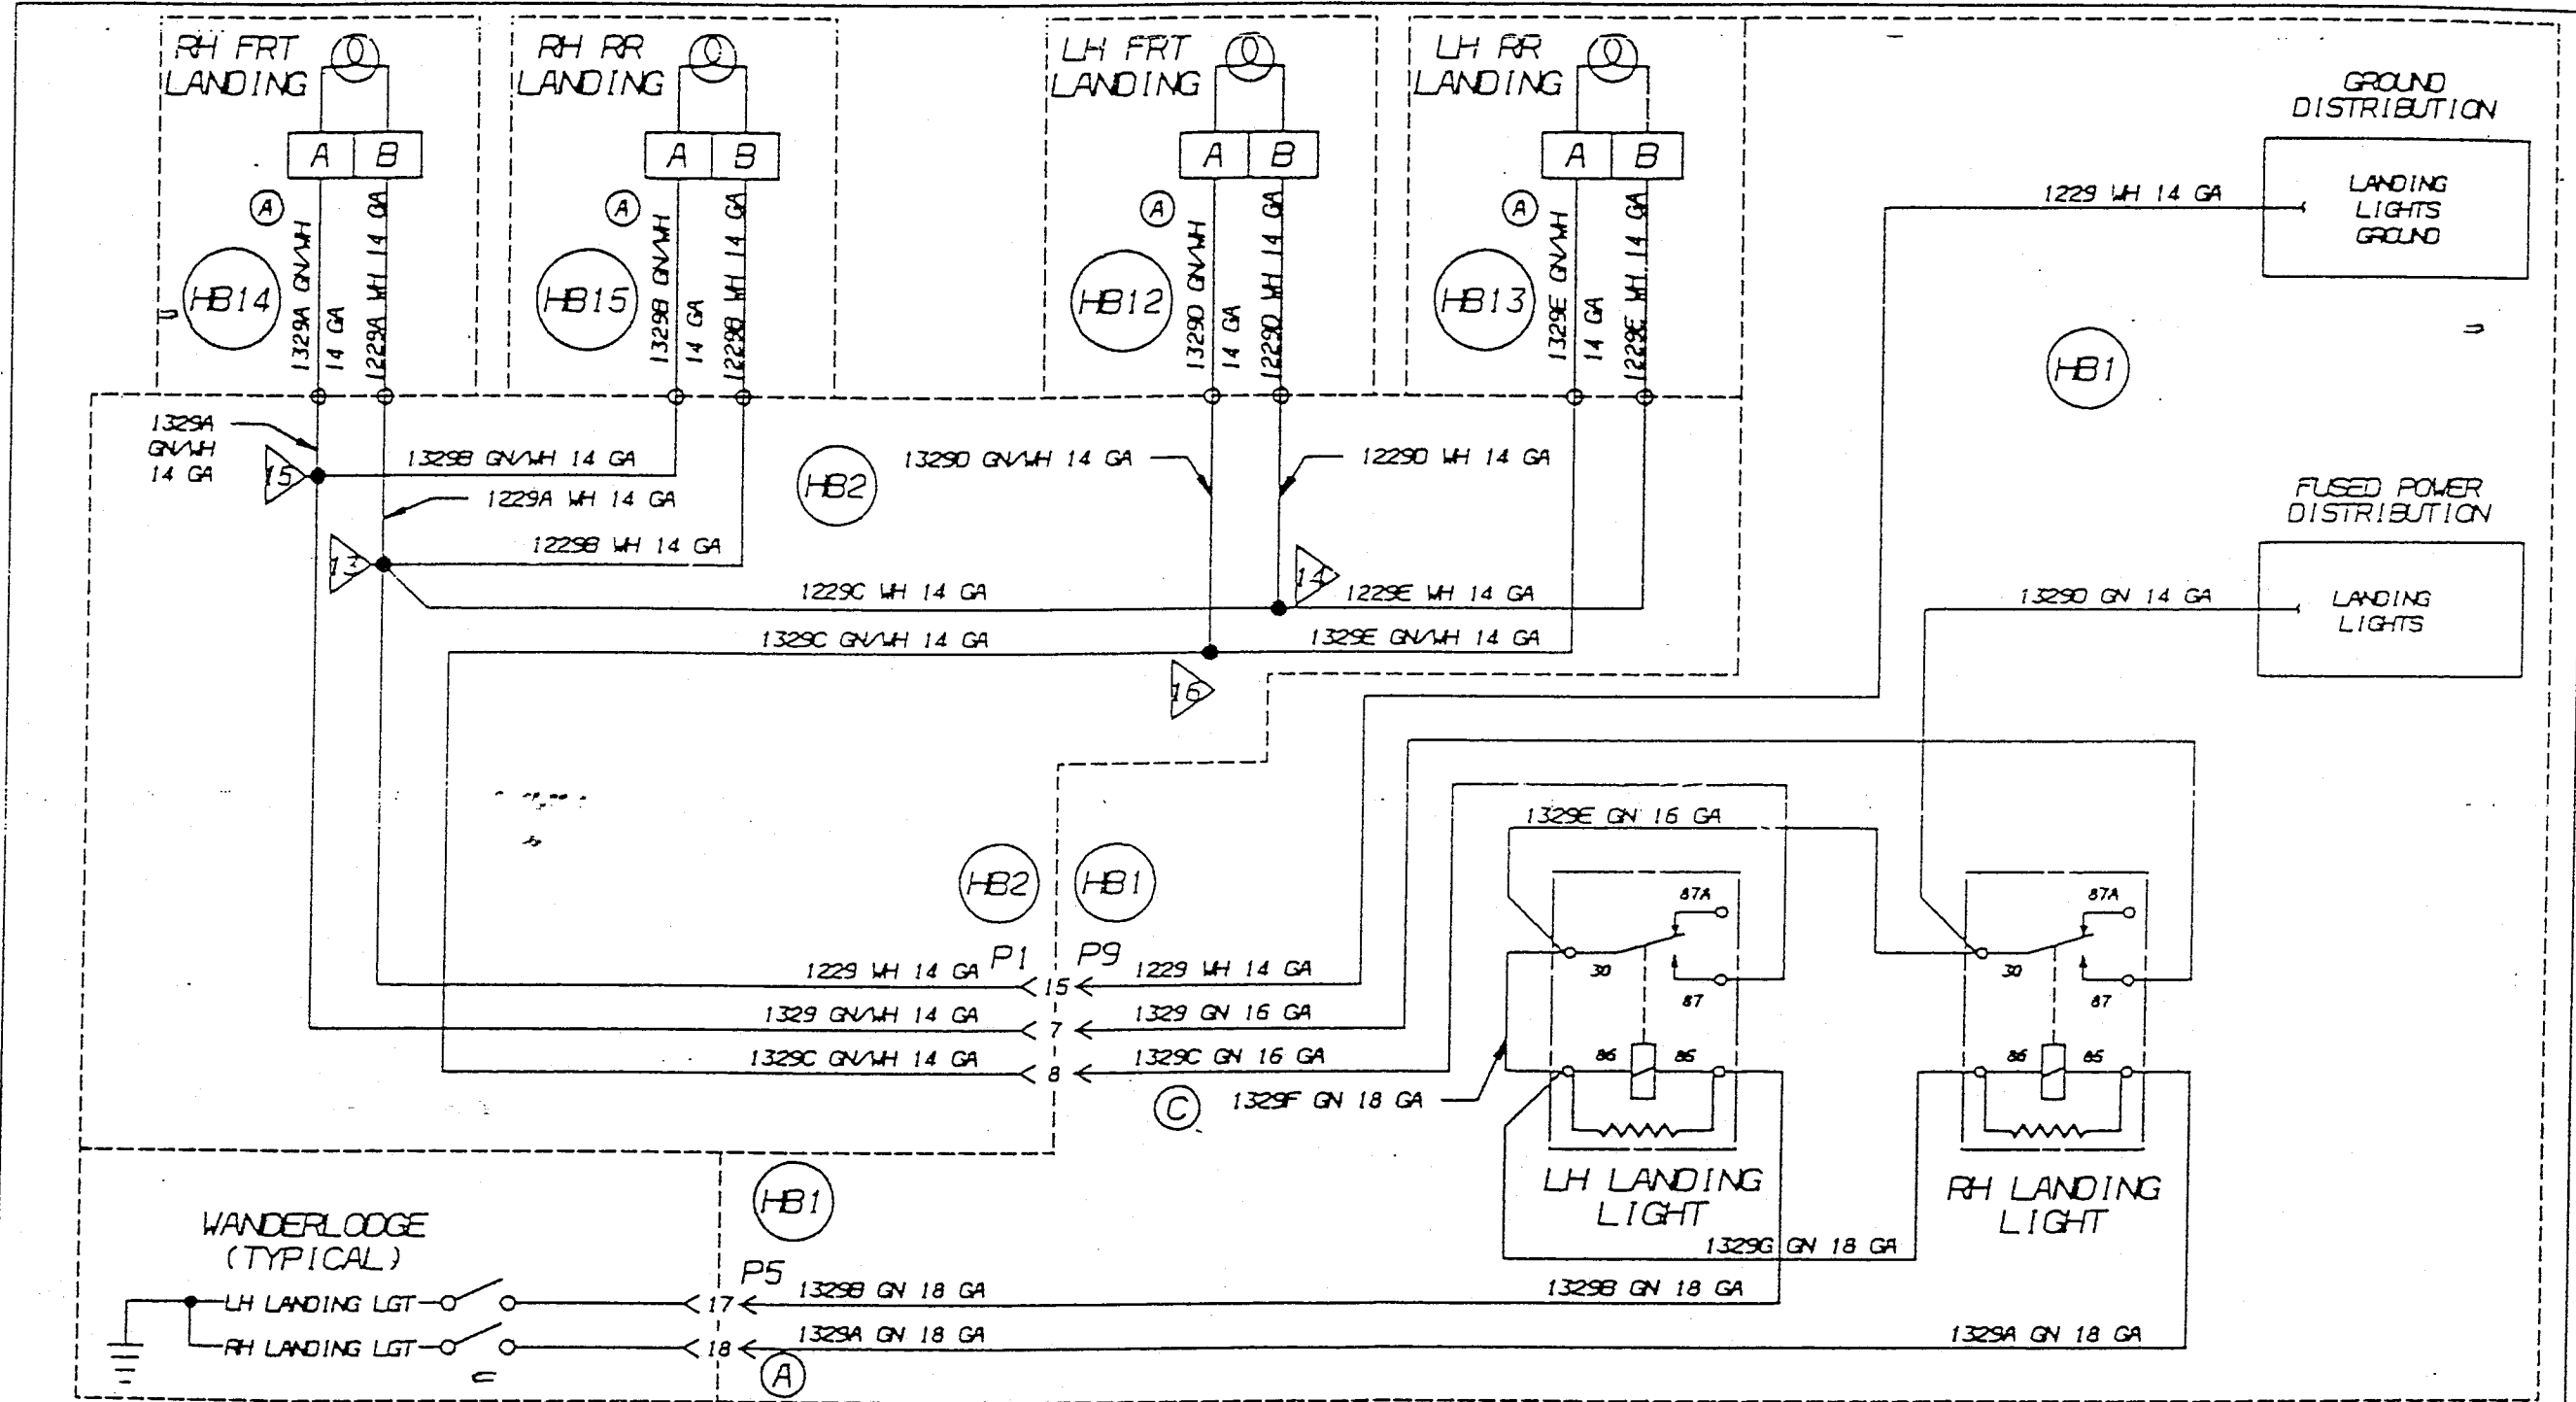 RH FRT
LANDING
RH RR
LANDING
LH FRT
LANDING
LH RR
LANDING
GROUND
DISTRIBUTION
A B
A B
A B
A B
LANDING
LIGHTS
GROUND
1229 WH 14 GA
A
A
A
A
HB14
HB15
HB12
HB13
1329A GN/WH
14 GA
1229A WH 14 GA
1329B GN/WH
14 GA
1229B WH 14 GA
1329D GN/WH
14 GA
1229D WH 14 GA
1329E GN/WH
14 GA
1229E WH 14 GA
HB1
1329A
GN/WH
14 GA
15
1329B GN/WH 14 GA
HB2
1329D GN/WH 14 GA
1229D WH 14 GA
1229A WH 14 GA
FUSED POWER
DISTRIBUTION
13
1229B WH 14 GA
14
1229C WH 14 GA
1229E WH 14 GA
1329D GN 14 GA
LANDING
LIGHTS
1329C GN/WH 14 GA
1329E GN/WH 14 GA
16
1329E GN 16 GA
HB2
HB1
87A
30
87
86
85
87A
30
87
86
85
P1
P9
1229 WH 14 GA
15
1229 WH 14 GA
1329 GN/WH 14 GA
7
1329 GN 16 GA
1329C GN/WH 14 GA
8
1329C GN 16 GA
C
1329F GN 18 GA
LH LANDING
LIGHT
RH LANDING
LIGHT
HB1
WANDERLODGE
(TYPICAL)
1329G GN 18 GA
P5
LH LANDING LGT
17
1329B GN 18 GA
1329B GN 18 GA
RH LANDING LGT
18
1329A GN 18 GA
1329A GN 18 GA
A